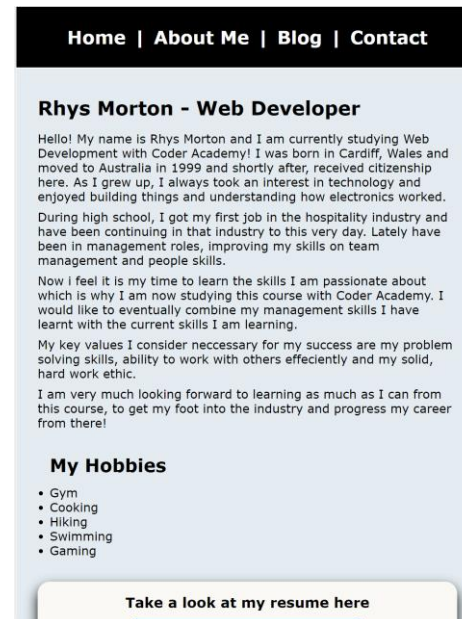 Home | About Me | Blog | Contact
Rhys Morton - Web Developer
Hello! My name is Rhys Morton and I am currently studying Web
Development with Coder Academy! I was born in Cardiff, Wales and
moved to Australia in 1999 and shortly after, received citizenship
here. As I grew up, I always took an interest in technology and
enjoyed building things and understanding how electronics worked.
During high school, I got my first job in the hospitality industry and
have been continuing in that industry to this very day. Lately have
been in management roles, improving my skills on team
management and people skills.
Now i feel it is my time to learn the skills I am passionate about
which is why I am now studying this course with Coder Academy. I
would like to eventually combine my management skills I have
learnt with the current skills I am learning.
My key values I consider neccessary for my success are my problem
solving skills, ability to work with others effeciently and my solid,
hard work ethic.
I am very much looking forward to learning as much as I can from
this course, to get my foot into the industry and progress my career
from there!
My Hobbies
• Gym
• Cooking
• Hiking
• Swimming
• Gaming
Take a look at my resume here